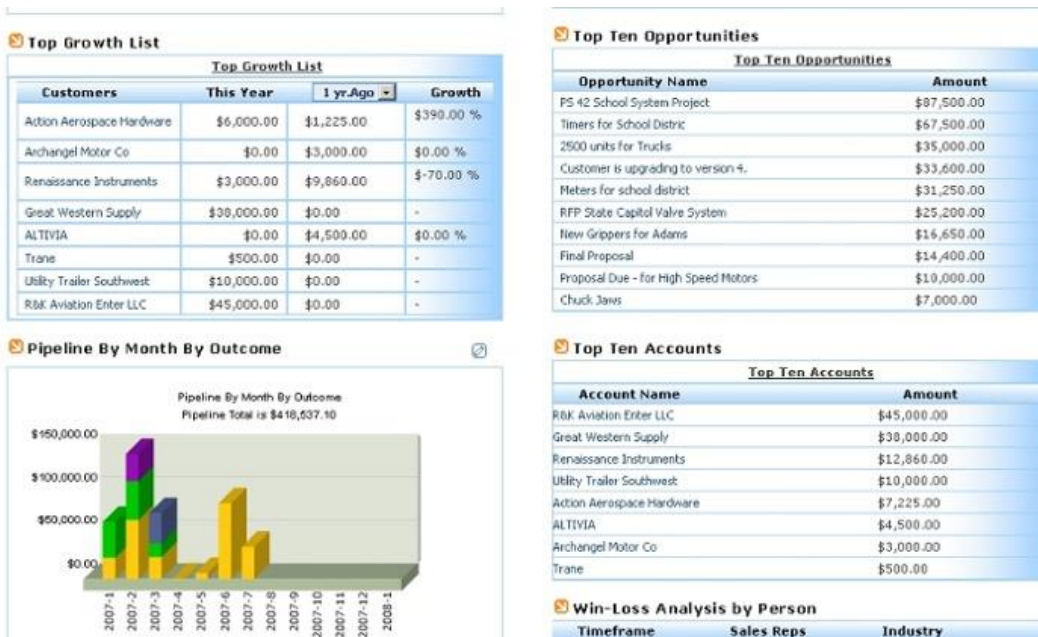 Top Growth List
Top Growth List
Customers This Year 1 yr.Ago Growth
Action Aerospace Hardware $6,000.00 $1,225.00 $390.00 %
Archangel Motor Co $0.00 $3,000.00 $0.00 %
Renaissance Instruments $3,000.00 $9,860.00 $-70.00 %
Great Western Supply $38,000.00 $0.00 -
ALTIVIA $0.00 $4,500.00 $0.00 %
Trane $500.00 $0.00 -
Utility Trailer Southwest $10,000.00 $0.00 -
R&K Aviation Enter LLC $45,000.00 $0.00 -
Pipeline By Month By Outcome
Pipeline By Month By Outcome
Pipeline Total is $418,537.10
$150,000.00
$100,000.00
$50,000.00
$0.00
2007-1
2007-2
2007-3
2007-4
2007-5
2007-6
2007-7
2007-8
2007-9
2007-10
2007-11
2007-12
2008-1
Top Ten Opportunities
Top Ten Opportunities
Opportunity Name Amount
PS 42 School System Project $87,500.00
Timers for School Distric $67,500.00
2500 units for Trucks $35,000.00
Customer is upgrading to version 4. $33,600.00
Meters for school district $31,250.00
RFP State Capitol Valve System $25,200.00
New Grippers for Adams $16,650.00
Final Proposal $14,400.00
Proposal Due - for High Speed Motors $10,000.00
Chuck Jaws $7,000.00
Top Ten Accounts
Top Ten Accounts
Account Name Amount
R&K Aviation Enter LLC $45,000.00
Great Western Supply $38,000.00
Renaissance Instruments $12,860.00
Utility Trailer Southwest $10,000.00
Action Aerospace Hardware $7,225.00
ALTIVIA $4,500.00
Archangel Motor Co $3,000.00
Trane $500.00
Win-Loss Analysis by Person
Timeframe Sales Reps Industry